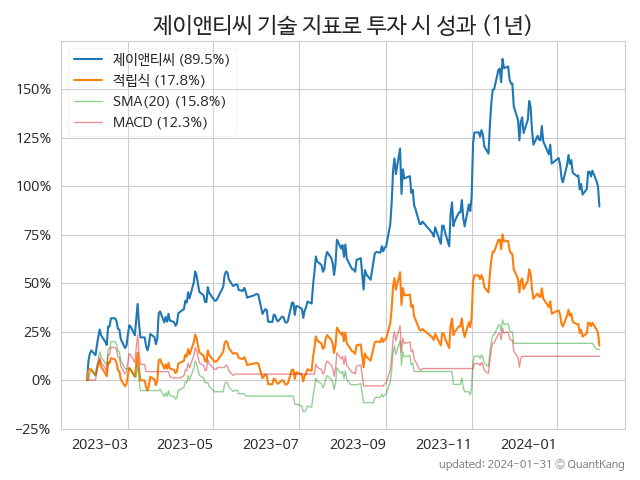 제이앤티씨 기술 지표로 투자 시 성과 (1년)
제이앤티씨 (89.5%)
적립식 (17.8%)
SMA(20) (15.8%)
MACD (12.3%)
150%
125%
100%
75%
50%
25%
0%
−25%
2023-03 2023-05 2023-07 2023-09 2023-11 2024-01
updated: 2024-01-31 © QuantKang